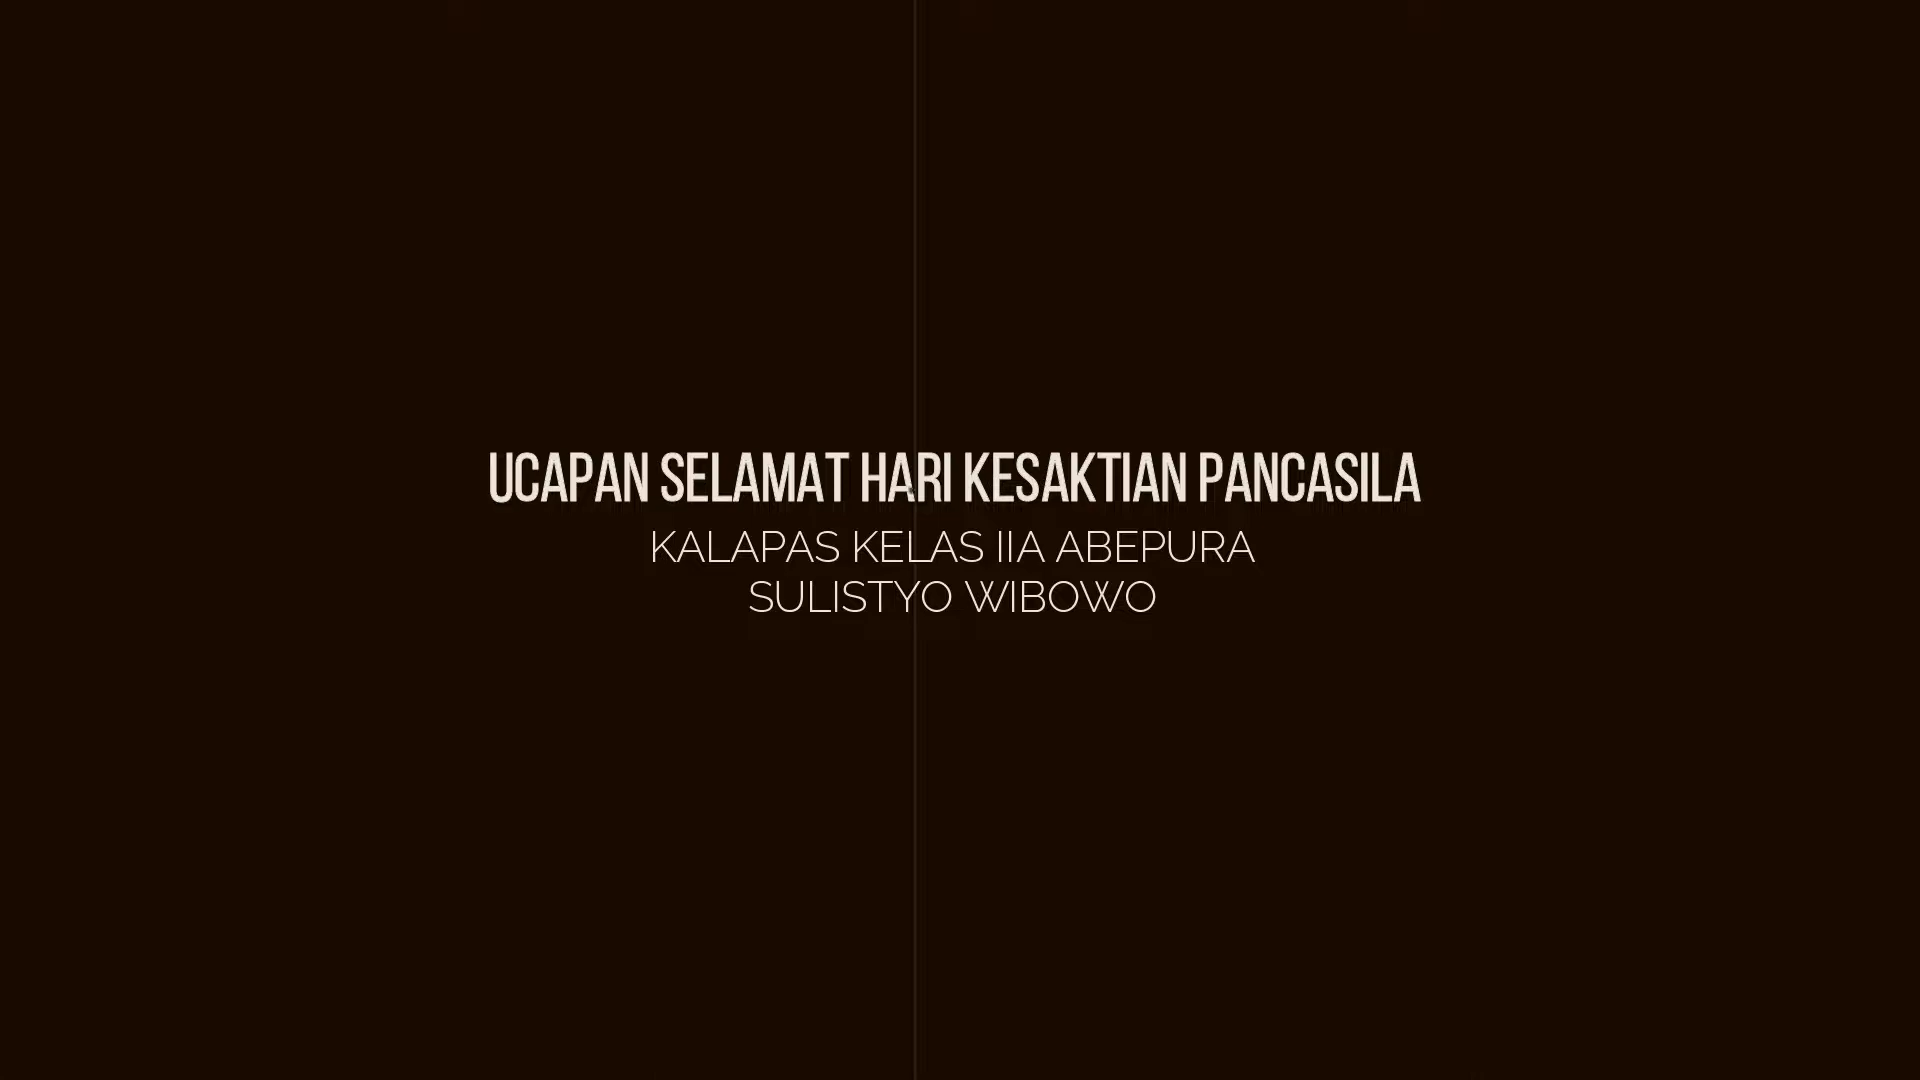 UCAPAN SELAMAT HARI KESAKTIAN PANCASILA
KALAPAS KELAS IIA ABEPURA
SULISTYO WIBOWO